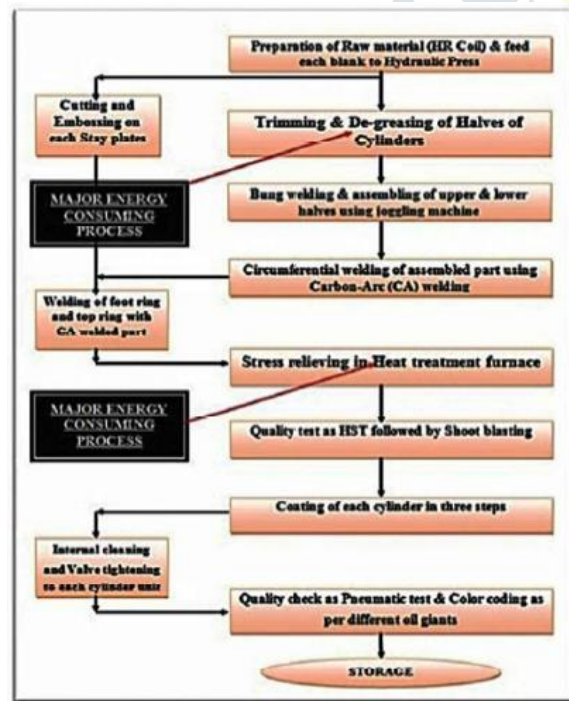 Preparation of Raw material (HR Coil) & feed
each blank to Hydraulic Press
Cutting and
Embossing on
each Stay plates
Trimming & De-greasing of Halves of
Cylinders
MAJOR ENERGY
CONSUMING
PROCESS
Bung welding & assembling of upper & lower
halves using joggling machine
Circumferential welding of assembled part using
Carbon-Arc (CA) welding
Welding of foot ring
and top ring with
CA welded part
Stress relieving in Heat treatment furnace
MAJOR ENERGY
CONSUMING
PROCESS
Quality test as HST followed by Shoot blasting
Coating of each cylinder in three steps
Internal cleaning
and Valve tightening
to each cylinder unit
Quality check as Pneumatic test & Color coding as
per different oil giants
STORAGE